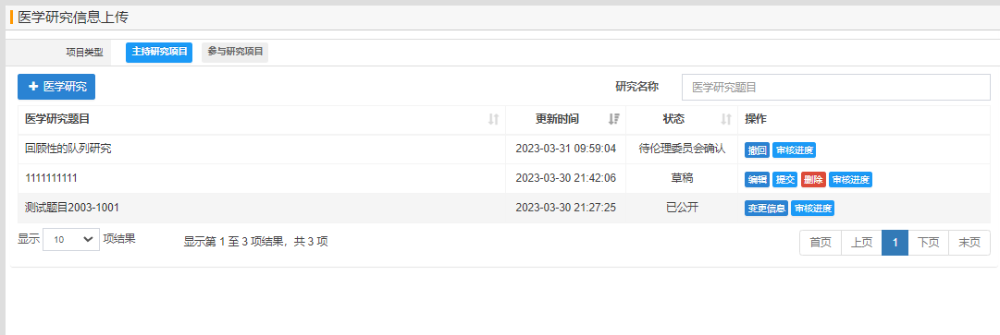 医学研究信息上传
项目类型 主持研究项目 参与研究项目
+ 医学研究 研究名称 医学研究题目
医学研究题目 更新时间 状态 操作
回顾性的队列研究 2023-03-31 09:59:04 待伦理委员会确认 撤回 审核进度
1111111111 2023-03-30 21:42:06 草稿 编辑 提交 删除 审核进度
测试题目2003-1001 2023-03-30 21:27:25 已公开 变更信息 审核进度
显示 10 项结果 显示第 1 至 3 项结果，共 3 项 首页 上页 1 下页 末页